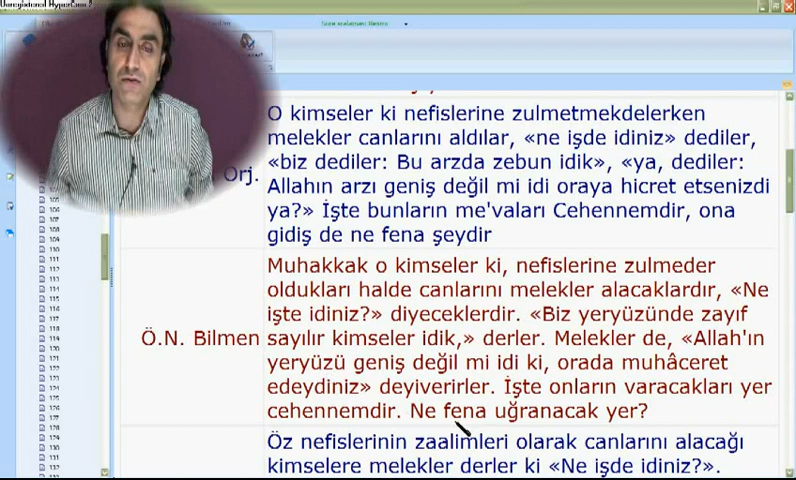 Unregistered HyperCam 2
O kimseler ki nefislerine zulmetmekdelerken
melekler canlarını aldılar, «ne işde idiniz» dediler,
«biz dediler: Bu arzda zebun idik», «ya, dediler:
Orj.
Allahın arzı geniş değil mi idi oraya hicret etsenizdi
ya?» İşte bunların me'vaları Cehennemdir, ona
gidiş de ne fena şeydir
Muhakkak o kimseler ki, nefislerine zulmeder
oldukları halde canlarını melekler alacaklardır, «Ne
işte idiniz?» diyeceklerdir. «Biz yeryüzünde zayıf
Ö.N. Bilmen
sayılır kimseler idik,» derler. Melekler de, «Allah'ın
yeryüzü geniş değil mi idi ki, orada muhâceret
edeydiniz» deyiverirler. İşte onların varacakları yer
cehennemdir. Ne fena uğranacak yer?
Öz nefislerinin zaalimleri olarak canlarını alacağı
kimselere melekler derler ki «Ne işde idiniz?».